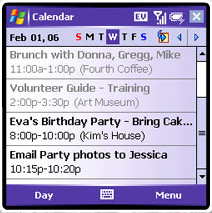 Calendar EV
Feb 01, 06 S M T W T F S
Brunch with Donna, Gregg, Mike
11:00a-1:00p (Fourth Coffee)
Volunteer Guide - Training
2:00p-3:30p (Art Museum)
Eva's Birthday Party - Bring Cak...
8:00p-10:00p (Kim's House)
Email Party photos to Jessica
10:15p-10:20p
Day Menu